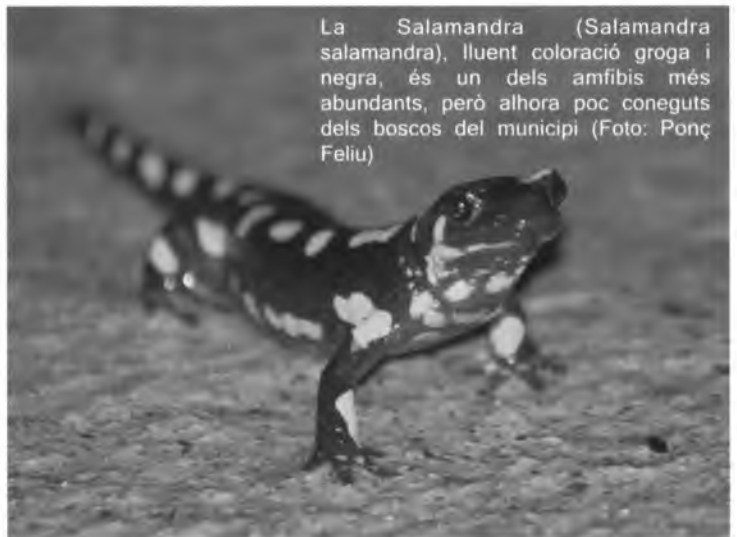 La Salamandra (Salamandra
salamandra), lluent coloració groga i
negra, és un dels amfibis més
abundants, però alhora poc coneguts
dels boscos del municipi (Foto: Ponç
Feliu)